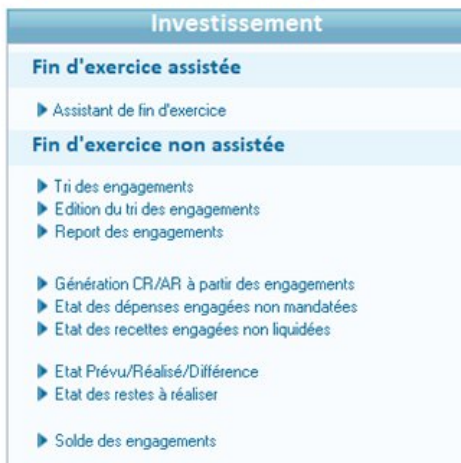 Investissement
Fin d'exercice assistée
Assistant de fin d'exercice
Fin d'exercice non assistée
Tri des engagements
Edition du tri des engagements
Report des engagements
Génération CR/AR à partir des engagements
Etat des dépenses engagées non mandatées
Etat des recettes engagées non liquidées
Etat Prévu/Réalisé/Différence
Etat des restes à réaliser
Solde des engagements